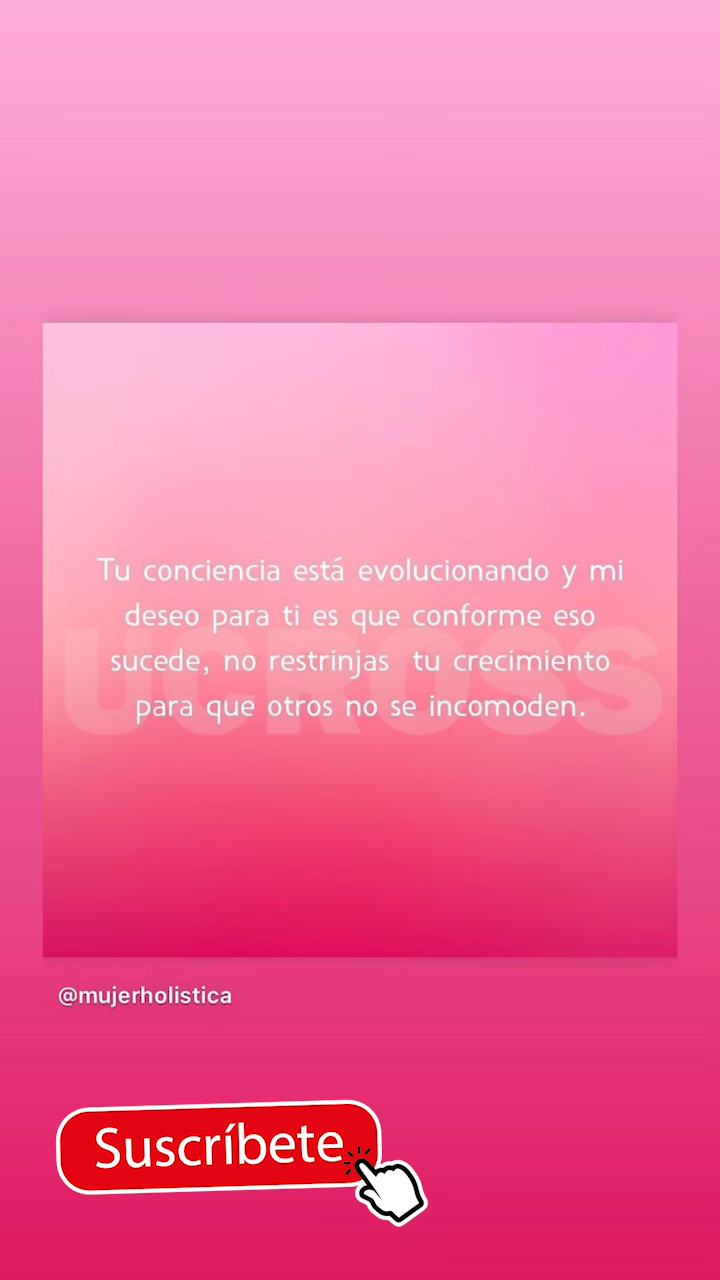 Tu conciencia está evolucionando y mi
deseo para ti es que conforme eso
sucede, no restrinjas tu crecimiento
para que otros no se incomoden.
UCROSS
@mujerholistica
Suscríbete